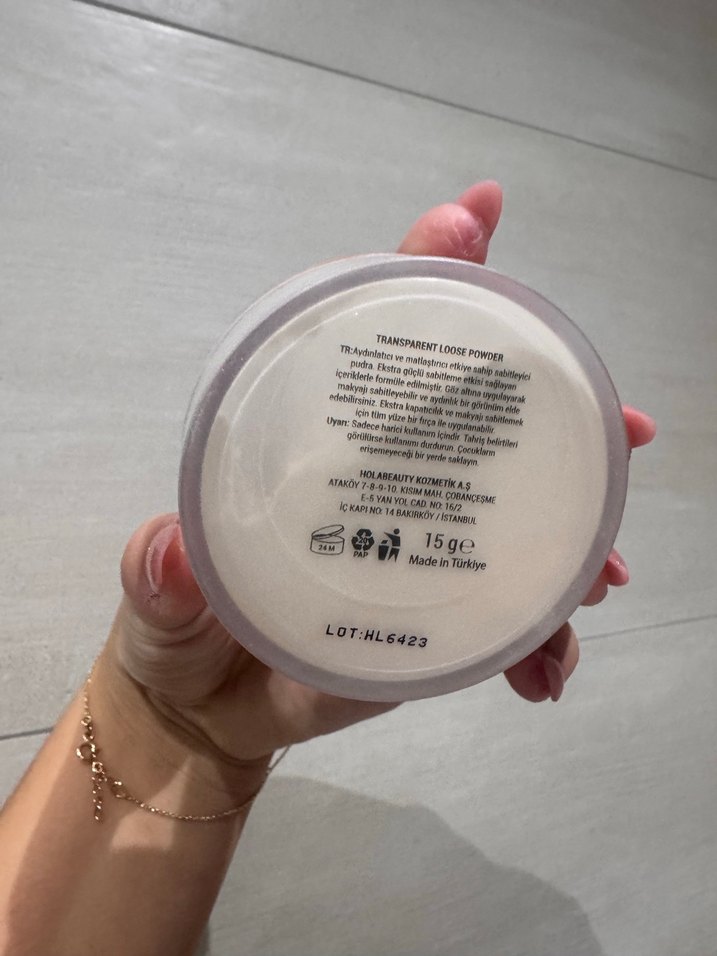 TRANSPARENT LOOSE POWDER
TR:Aydınlatıcı ve matlaştırıcı etkiye sahip sabitleyici
pudra. Ekstra güçlü sabitleme etkisi sağlayan
içeriklerle formüle edilmiştir. Göz altına uygulayarak
makyajı sabitleyebilir ve aydınlık bir görünüm elde
edebilirsiniz. Ekstra kapatıcılık ve makyajı sabitlemek
için tüm yüze bir fırça ile uygulanabilir.
Uyarı: Sadece harici kullanım içindir. Tahriş belirtileri
görülürse kullanımı durdurun. Çocukların
erişemeyeceği bir yerde saklayın.
HOLABEAUTY KOZMETİK A.Ş
ATAKÖY 7-8-9-10. KISIM MAH. ÇOBANÇEŞME
E-5 YAN YOL CAD. NO: 16/2
İÇ KAPI NO: 14 BAKIRKÖY / İSTANBUL
24 M
20
PAP
15 g℮
Made in Türkiye
LOT:HL6423